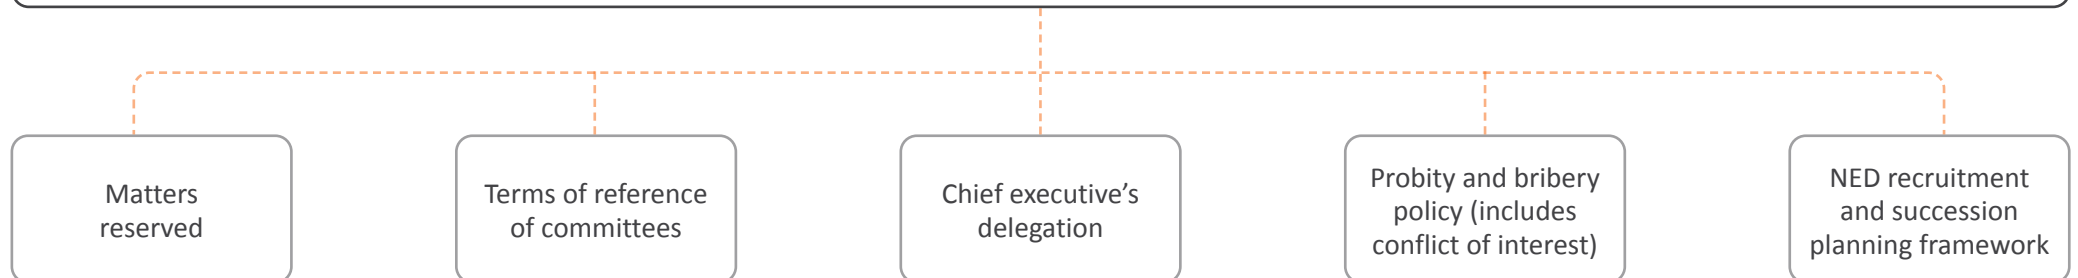 Matters
reserved
Terms of reference
of committees
Chief executive’s
delegation
Probity and bribery
policy (includes
conflict of interest)
NED recruitment
and succession
planning framework